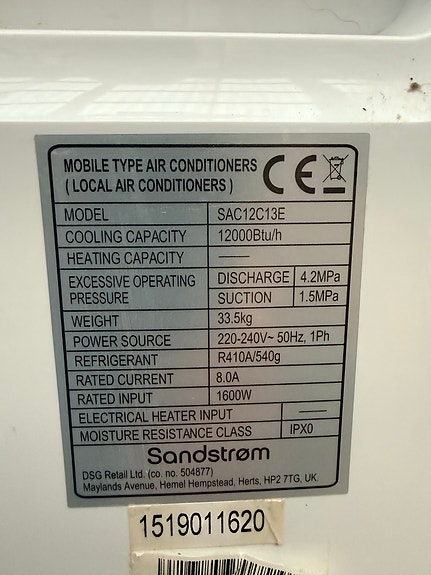 MOBILE TYPE AIR CONDITIONERS
( LOCAL AIR CONDITIONERS )
CE
MODEL SAC12C13E
COOLING CAPACITY 12000Btu/h
HEATING CAPACITY —
EXCESSIVE OPERATING PRESSURE DISCHARGE 4.2MPa
SUCTION 1.5MPa
WEIGHT 33.5kg
POWER SOURCE 220-240V~ 50Hz, 1Ph
REFRIGERANT R410A/540g
RATED CURRENT 8.0A
RATED INPUT 1600W
ELECTRICAL HEATER INPUT —
MOISTURE RESISTANCE CLASS IPX0
Sandstrøm
DSG Retail Ltd. (co. no. 504877)
Maylands Avenue, Hemel Hempstead, Herts, HP2 7TG, UK.
1519011620